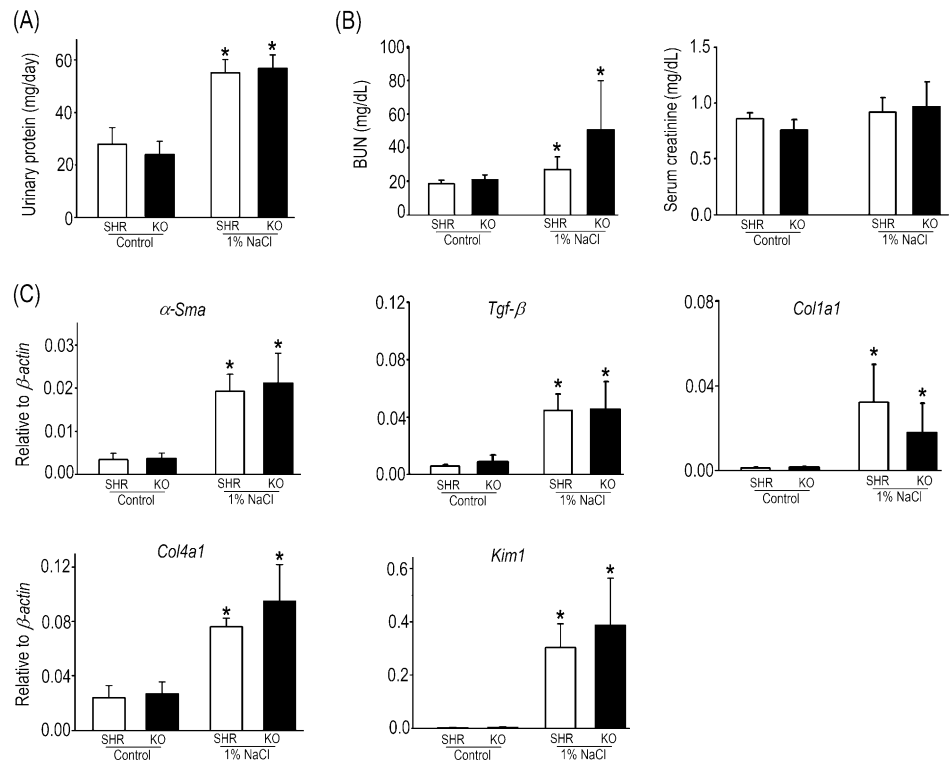 (A)
Urinary protein (mg/day)
60
40
20
0
*
*
SHR KO SHR KO
Control 1% NaCl
(B)
BUN (mg/dL)
100
80
60
40
20
0
*
*
SHR KO SHR KO
Control 1% NaCl
Serum creatinine (mg/dL)
1.5
1.0
0.5
0.0
SHR KO SHR KO
Control 1% NaCl
(C)
α-Sma
Relative to β-actin
0.03
0.02
0.01
0.00
*
*
SHR KO SHR KO
Control 1% NaCl
Tgf-β
0.12
0.08
0.04
0.00
*
*
SHR KO SHR KO
Control 1% NaCl
Col1a1
0.08
0.04
0.00
*
*
SHR KO SHR KO
Control 1% NaCl
Col4a1
Relative to β-actin
0.12
0.08
0.04
0.00
*
*
SHR KO SHR KO
Control 1% NaCl
Kim1
0.6
0.4
0.2
0.0
*
*
SHR KO SHR KO
Control 1% NaCl